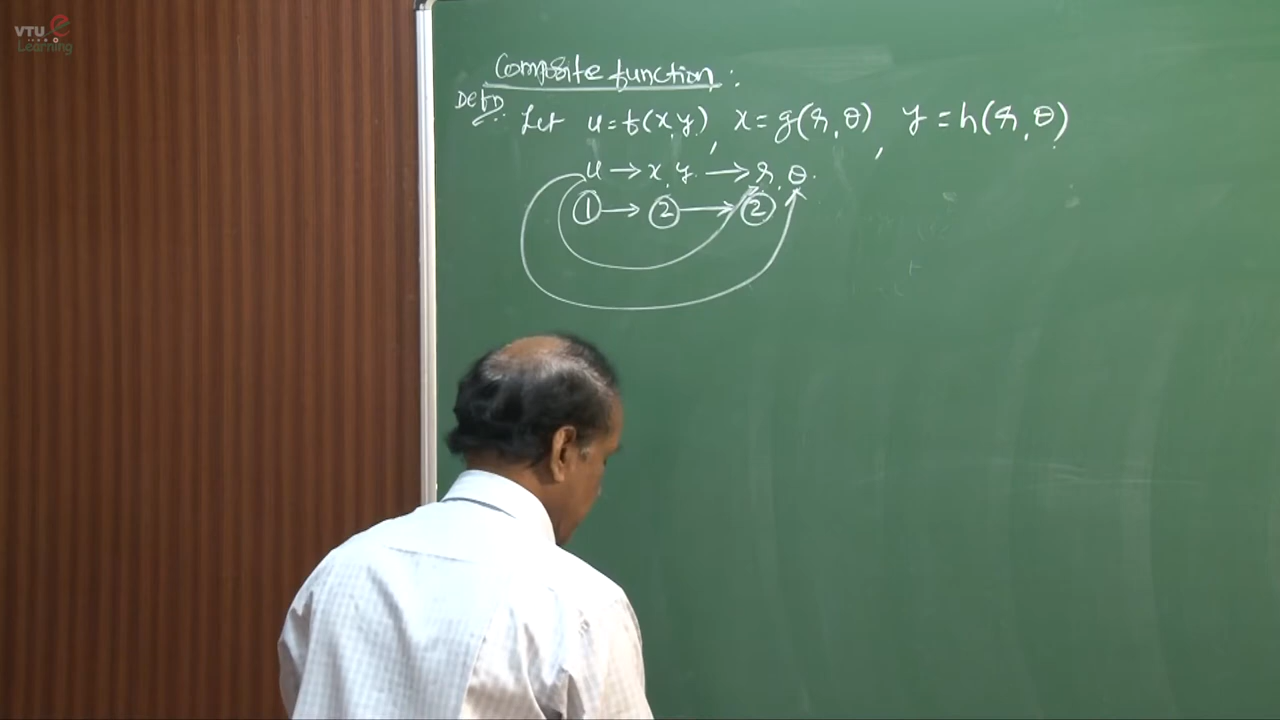 VTU e
Learning
Composite function :
Defn: Let u = f(x, y), x = g(r, θ), y = h(r, θ)
u → x, y → r, θ.
① → ② → ②